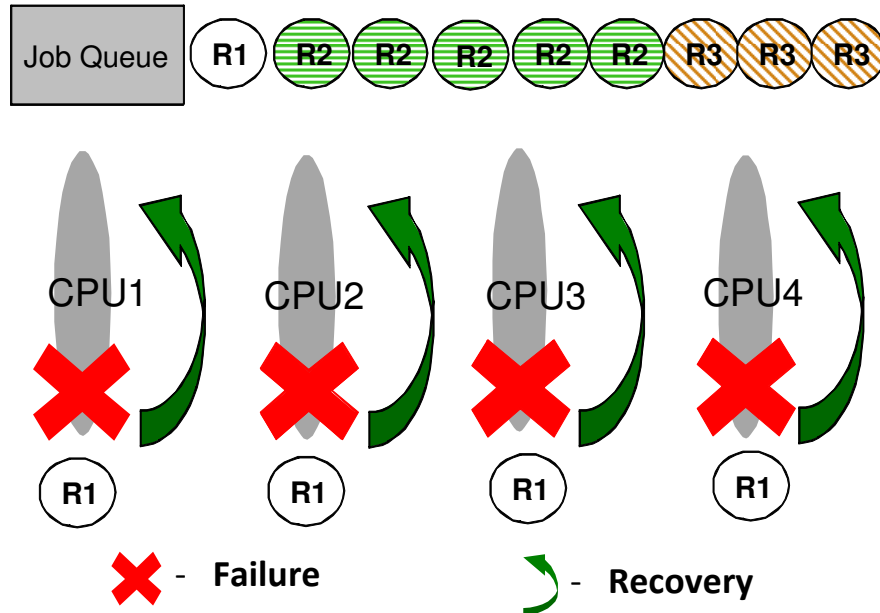 Job Queue R1 R2 R2 R2 R2 R2 R3 R3 R3
CPU1 CPU2 CPU3 CPU4
R1 R1 R1 R1
- Failure - Recovery